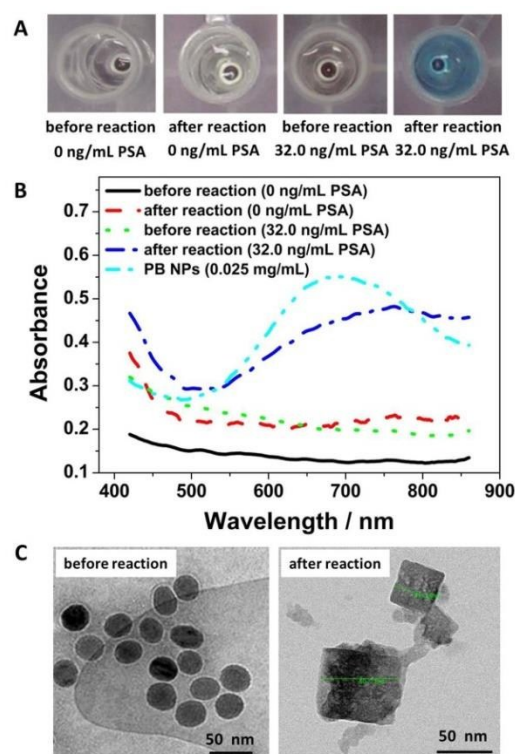 A
before reaction
0 ng/mL PSA
after reaction
0 ng/mL PSA
before reaction
32.0 ng/mL PSA
after reaction
32.0 ng/mL PSA
B
before reaction (0 ng/mL PSA)
after reaction (0 ng/mL PSA)
before reaction (32.0 ng/mL PSA)
after reaction (32.0 ng/mL PSA)
PB NPs (0.025 mg/mL)
0.7
0.6
0.5
0.4
0.3
0.2
0.1
Absorbance
400 500 600 700 800 900
Wavelength / nm
C
before reaction
50 nm
after reaction
50 nm